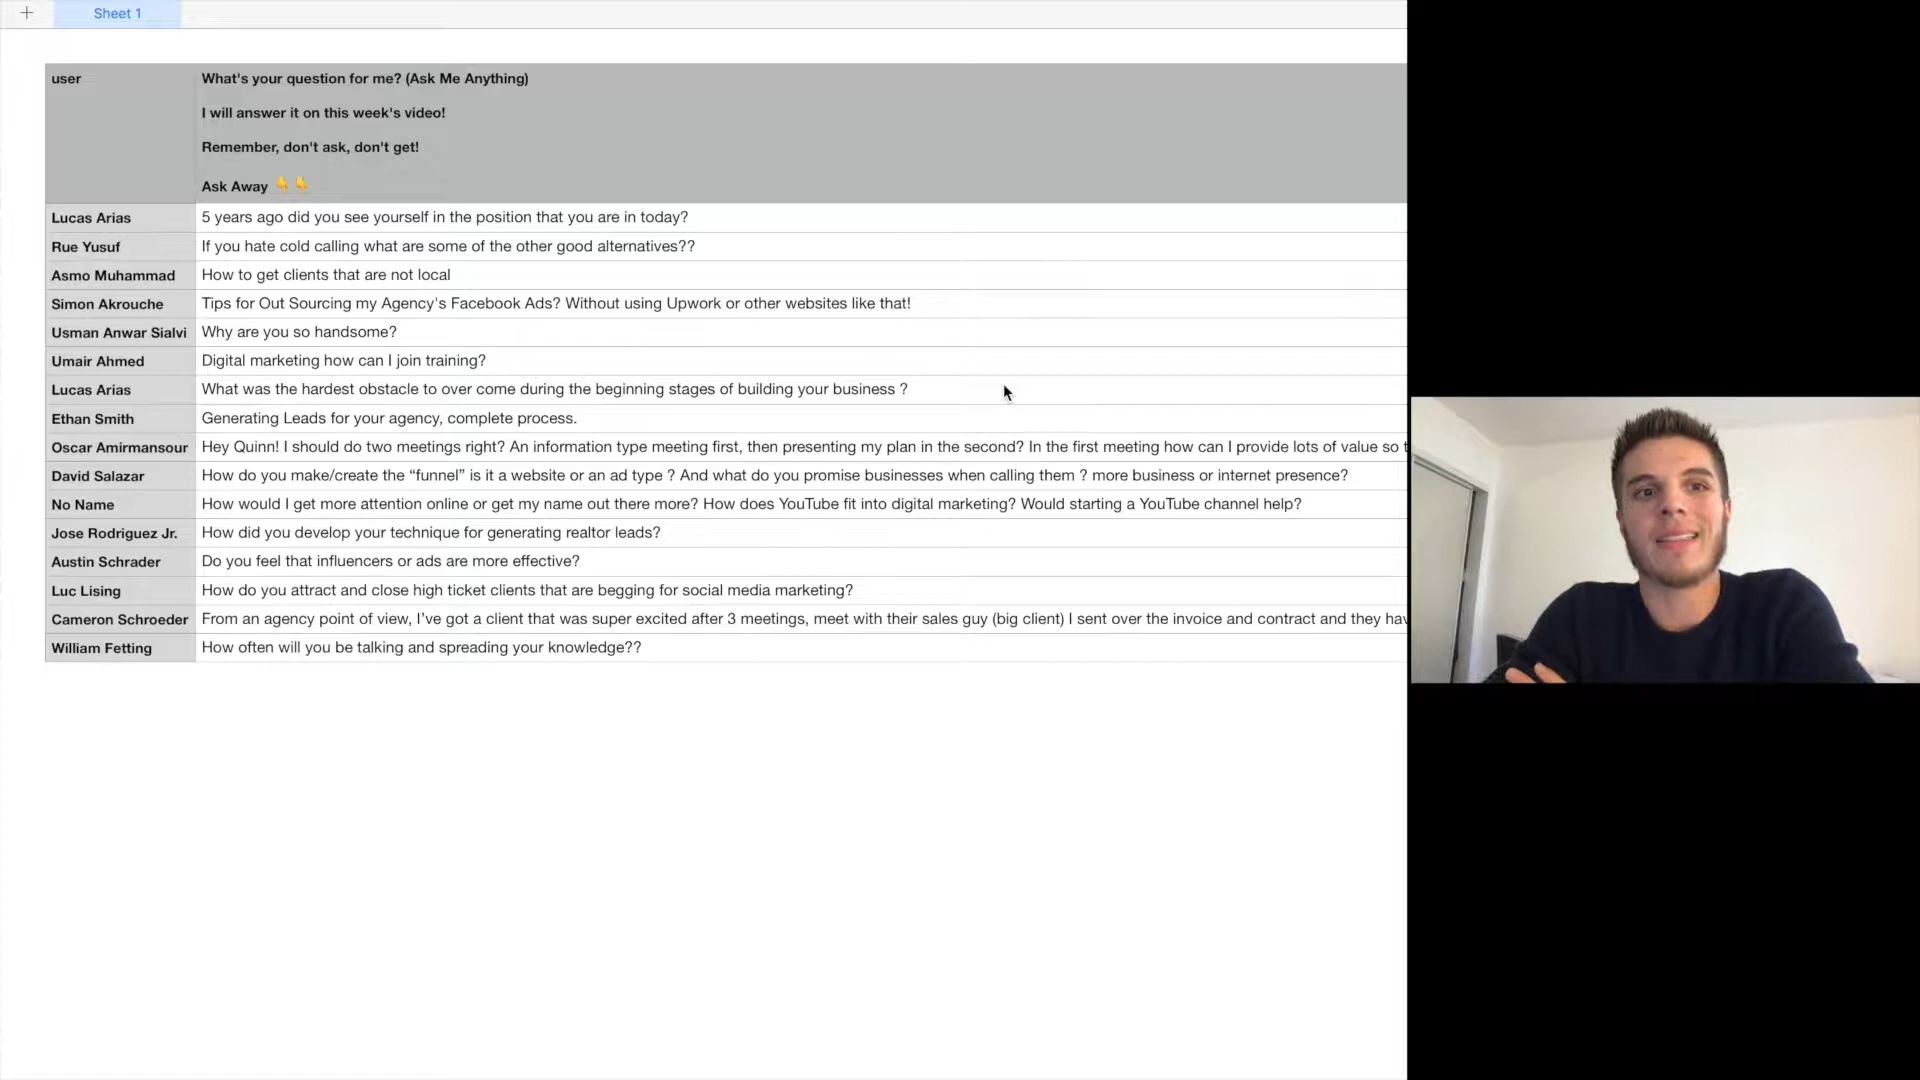 Sheet 1
user
What's your question for me? (Ask Me Anything)
I will answer it on this week's video!
Remember, don't ask, don't get!
Ask Away 👇👇
Lucas Arias 5 years ago did you see yourself in the position that you are in today?
Rue Yusuf If you hate cold calling what are some of the other good alternatives??
Asmo Muhammad How to get clients that are not local
Simon Akrouche Tips for Out Sourcing my Agency's Facebook Ads? Without using Upwork or other websites like that!
Usman Anwar Sialvi Why are you so handsome?
Umair Ahmed Digital marketing how can I join training?
Lucas Arias What was the hardest obstacle to over come during the beginning stages of building your business ?
Ethan Smith Generating Leads for your agency, complete process.
Oscar Amirmansour Hey Quinn! I should do two meetings right? An information type meeting first, then presenting my plan in the second? In the first meeting how can I provide lots of value so t
David Salazar How do you make/create the “funnel” is it a website or an ad type ? And what do you promise businesses when calling them ? more business or internet presence?
No Name How would I get more attention online or get my name out there more? How does YouTube fit into digital marketing? Would starting a YouTube channel help?
Jose Rodriguez Jr. How did you develop your technique for generating realtor leads?
Austin Schrader Do you feel that influencers or ads are more effective?
Luc Lising How do you attract and close high ticket clients that are begging for social media marketing?
Cameron Schroeder From an agency point of view, I’ve got a client that was super excited after 3 meetings, meet with their sales guy (big client) I sent over the invoice and contract and they hav
William Fetting How often will you be talking and spreading your knowledge??